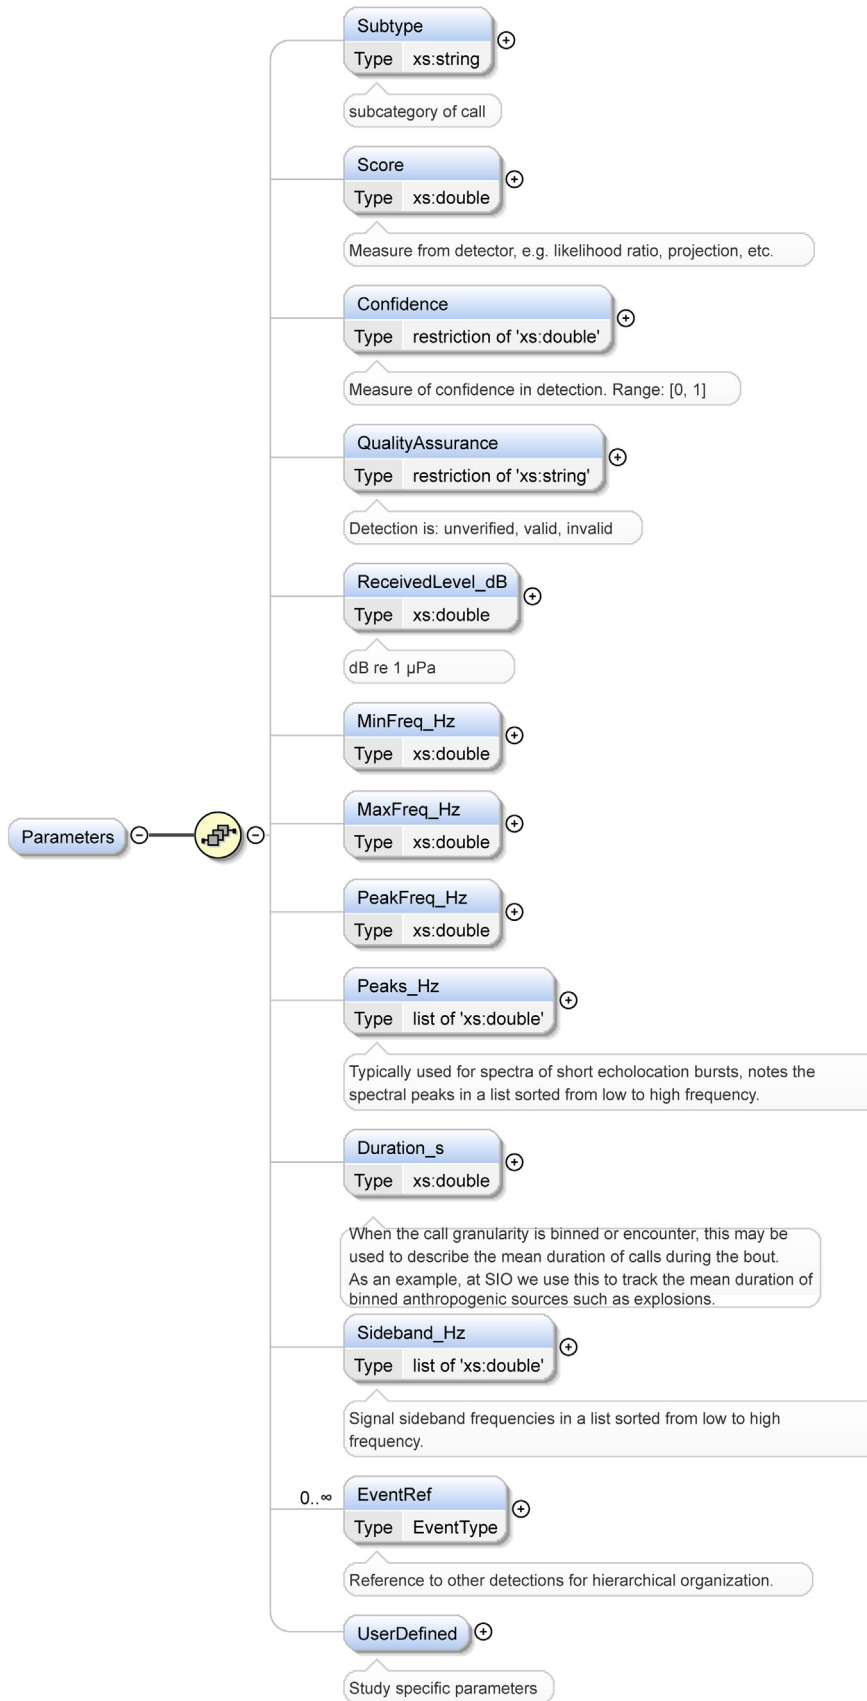 Subtype
Type xs:string
subcategory of call
Score
Type xs:double
Measure from detector, e.g. likelihood ratio, projection, etc.
Confidence
Type restriction of 'xs:double'
Measure of confidence in detection. Range: [0, 1]
QualityAssurance
Type restriction of 'xs:string'
Detection is: unverified, valid, invalid
ReceivedLevel_dB
Type xs:double
dB re 1 µPa
MinFreq_Hz
Type xs:double
Parameters
MaxFreq_Hz
Type xs:double
PeakFreq_Hz
Type xs:double
Peaks_Hz
Type list of 'xs:double'
Typically used for spectra of short echolocation bursts, notes the
spectral peaks in a list sorted from low to high frequency.
Duration_s
Type xs:double
When the call granularity is binned or encounter, this may be
used to describe the mean duration of calls during the bout.
As an example, at SIO we use this to track the mean duration of
binned anthropogenic sources such as explosions.
Sideband_Hz
Type list of 'xs:double'
Signal sideband frequencies in a list sorted from low to high
frequency.
0..∞
EventRef
Type EventType
Reference to other detections for hierarchical organization.
UserDefined
Study specific parameters